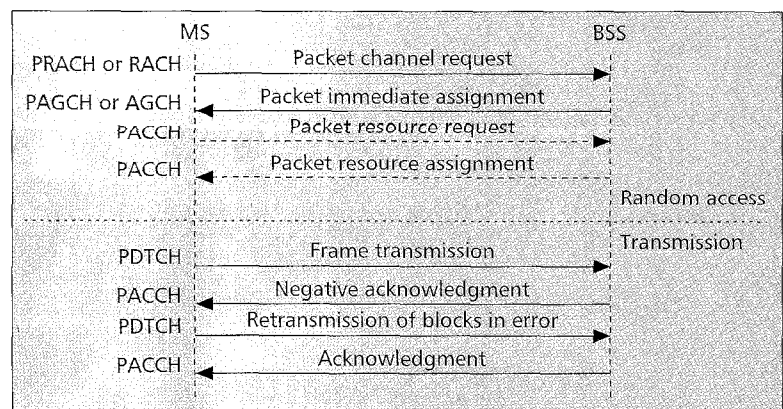 MS BSS
PRACH or RACH Packet channel request
PAGCH or AGCH Packet immediate assignment
PACCH Packet resource request
PACCH Packet resource assignment
Random access
Transmission
PDTCH Frame transmission
PACCH Negative acknowledgment
PDTCH Retransmission of blocks in error
PACCH Acknowledgment